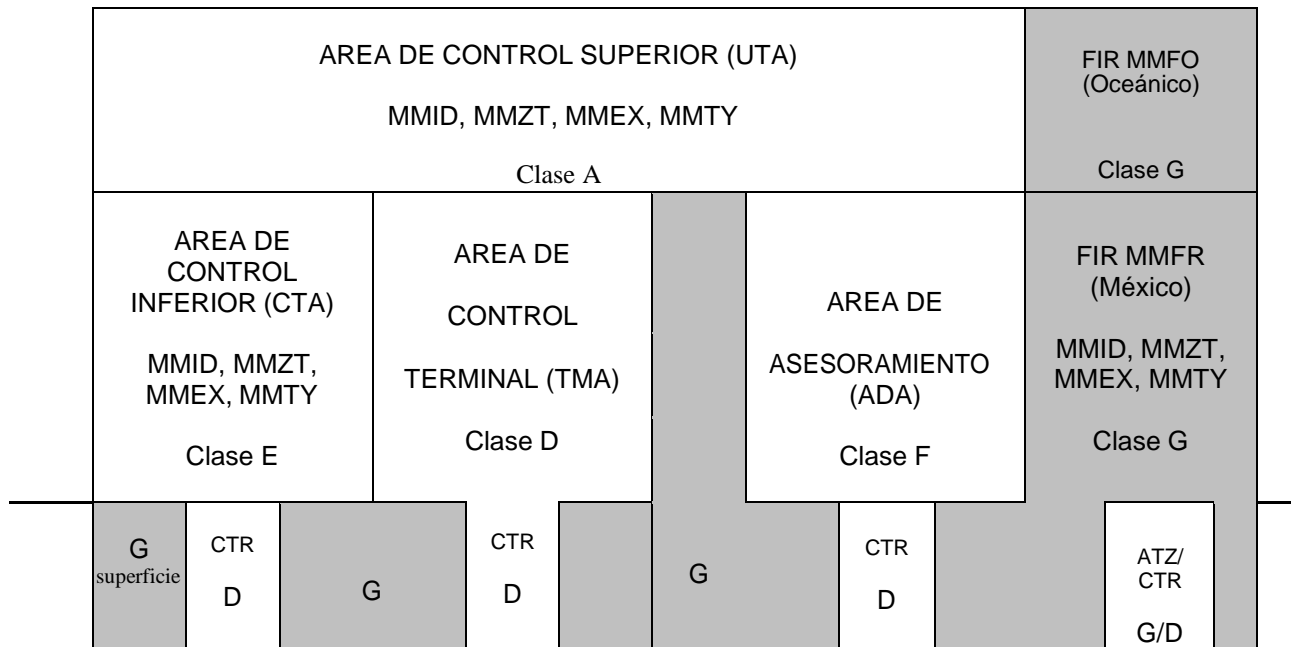 AREA DE CONTROL SUPERIOR (UTA)
MMID, MMZT, MMEX, MMTY
Clase A
FIR MMFO
(Oceánico)
Clase G
AREA DE
CONTROL
INFERIOR (CTA)
MMID, MMZT,
MMEX, MMTY
Clase E
AREA DE
CONTROL
TERMINAL (TMA)
Clase D
AREA DE
ASESORAMIENTO
(ADA)
Clase F
FIR MMFR
(México)
MMID, MMZT,
MMEX, MMTY
Clase G
G
superficie
CTR
D
G
CTR
D
G
CTR
D
ATZ/
CTR
G/D